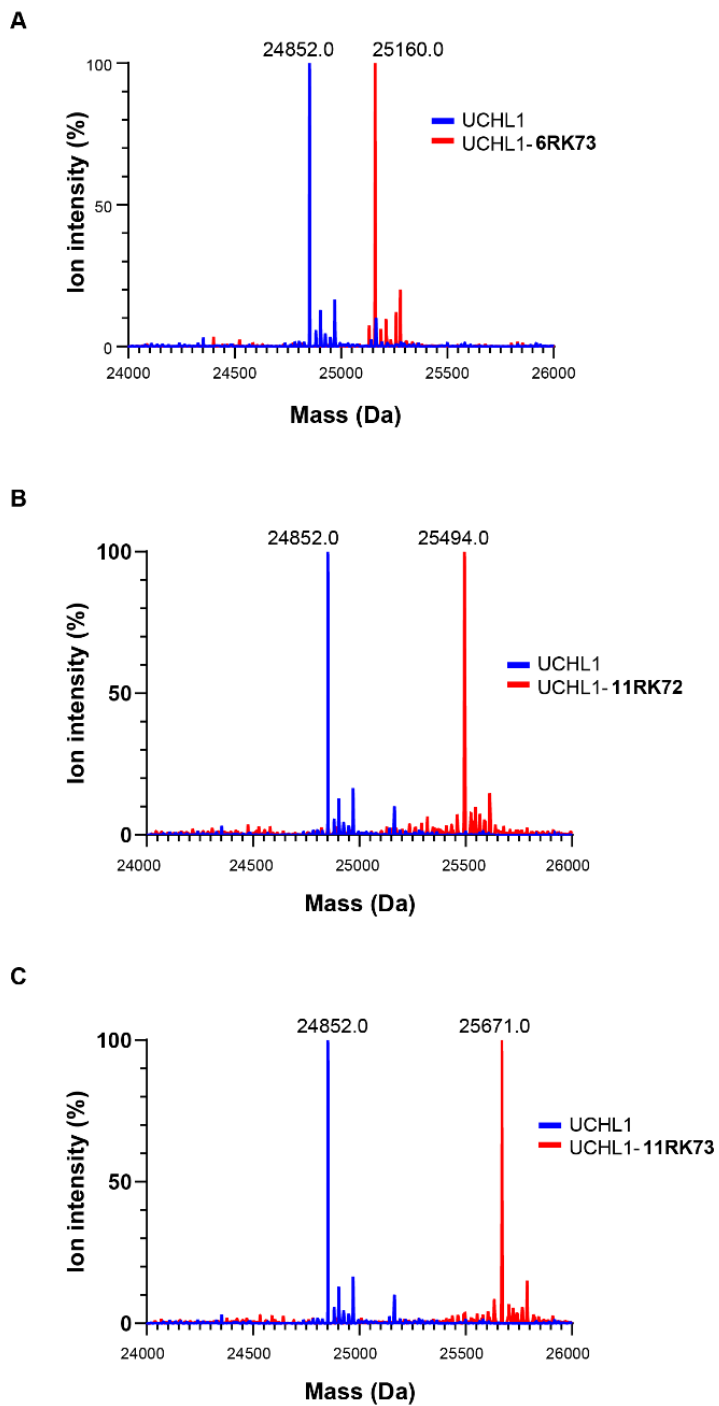 A
24852.0 25160.0
100
UCHL1
UCHL1-6RK73
50
0
Ion intensity (%)
24000 24500 25000 25500 26000
Mass (Da)
B
24852.0 25494.0
100
UCHL1
UCHL1-11RK72
50
0
Ion intensity (%)
24000 24500 25000 25500 26000
Mass (Da)
C
24852.0 25671.0
100
UCHL1
UCHL1-11RK73
50
0
Ion intensity (%)
24000 24500 25000 25500 26000
Mass (Da)